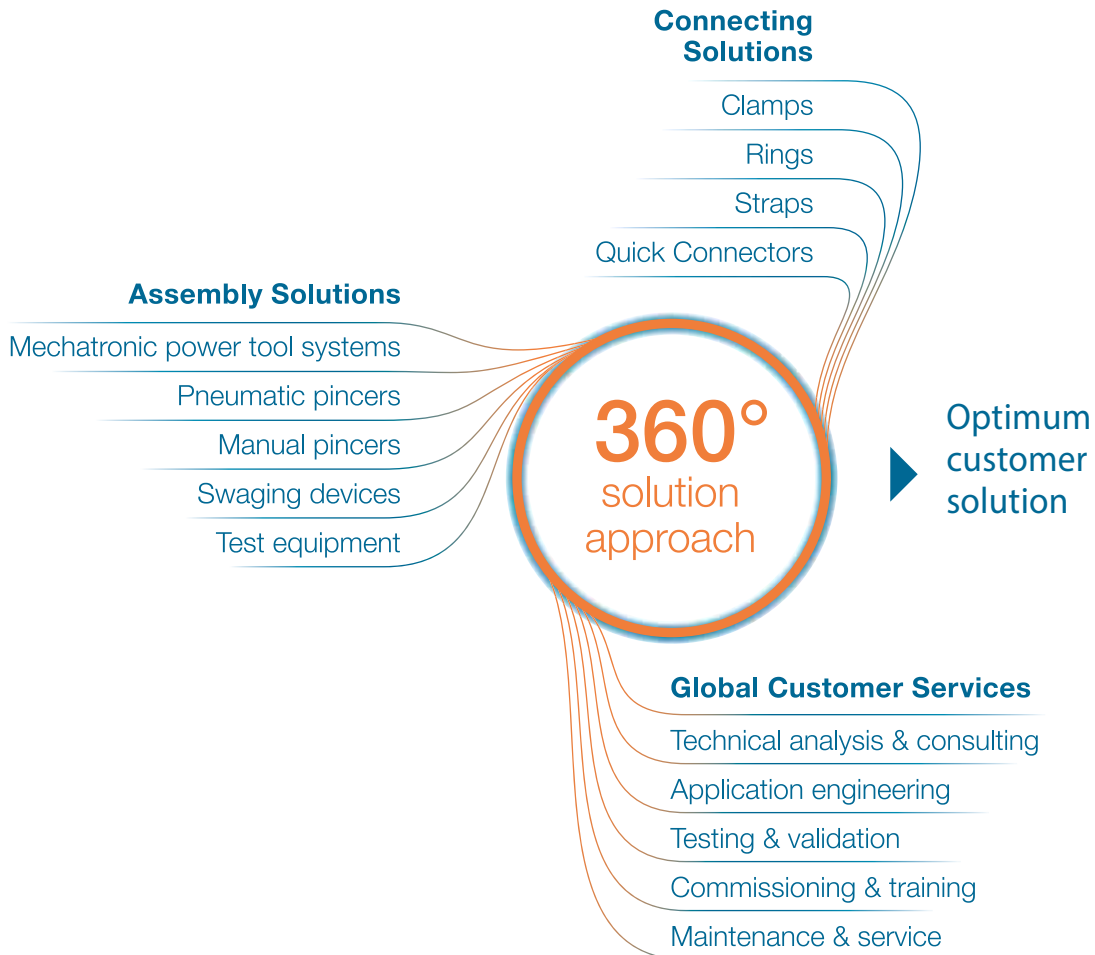 Connecting
Solutions
Clamps
Rings
Straps
Quick Connectors
Assembly Solutions
Mechatronic power tool systems
Pneumatic pincers
Manual pincers
Swaging devices
Test equipment
360°
solution
approach
Optimum
customer
solution
Global Customer Services
Technical analysis & consulting
Application engineering
Testing & validation
Commissioning & training
Maintenance & service